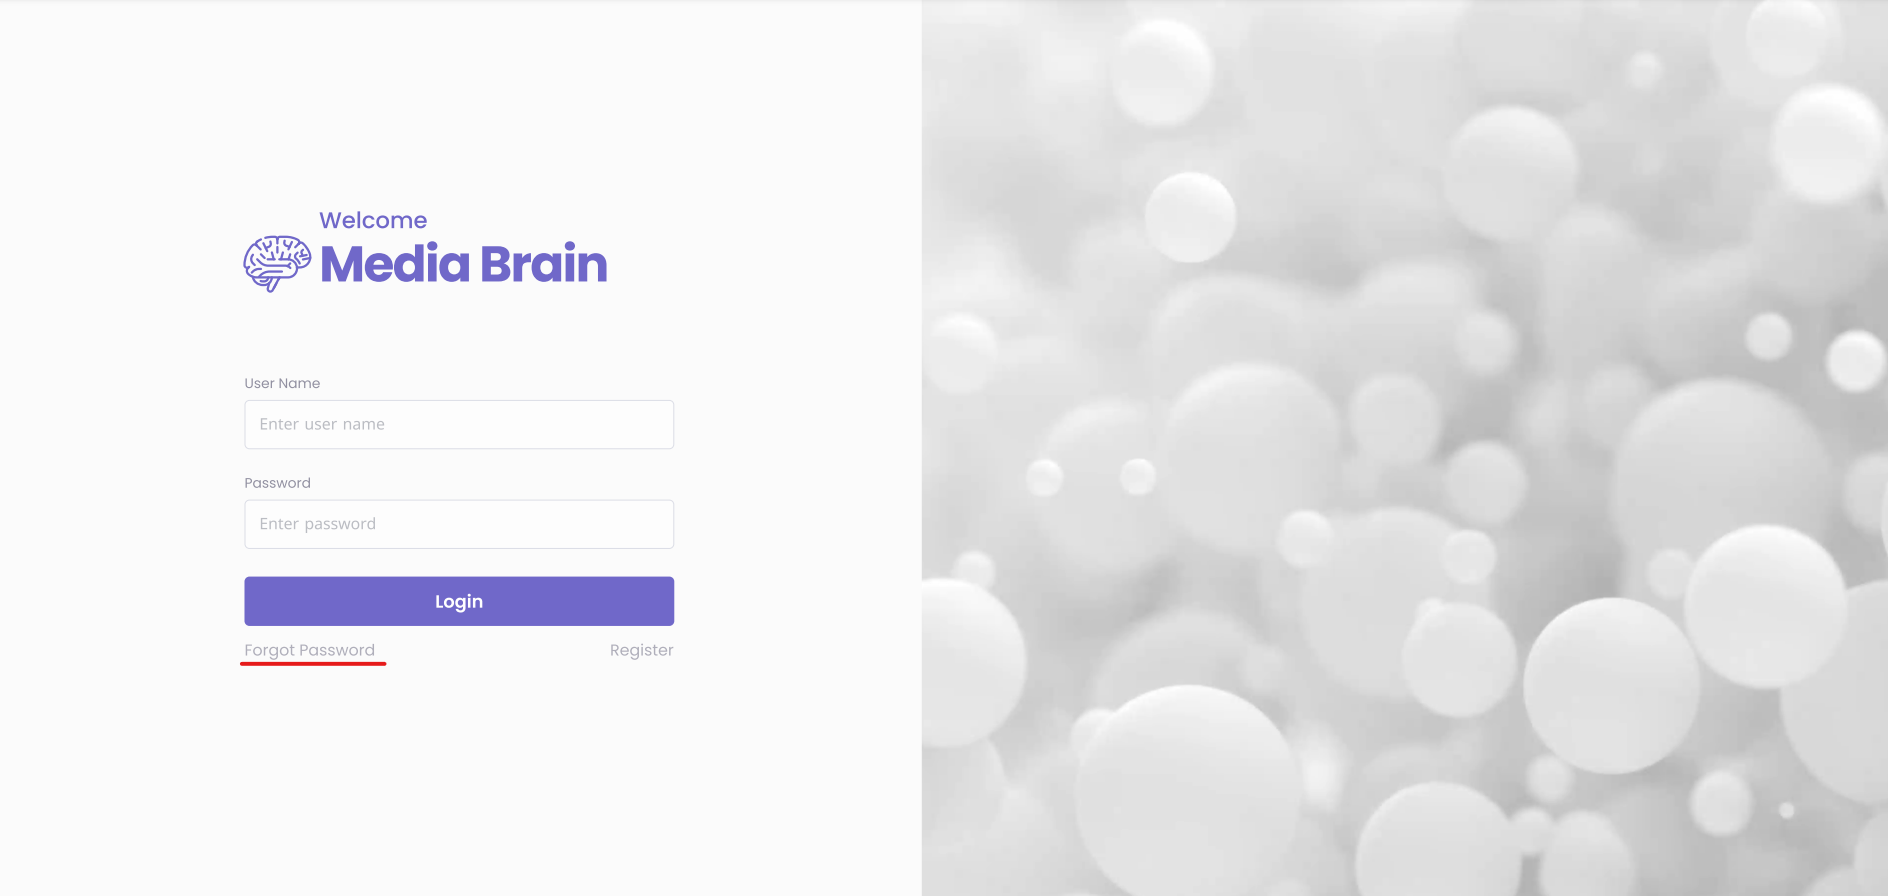 Welcome
Media Brain
User Name
Enter user name
Password
Enter password
Login
Forgot Password
Register